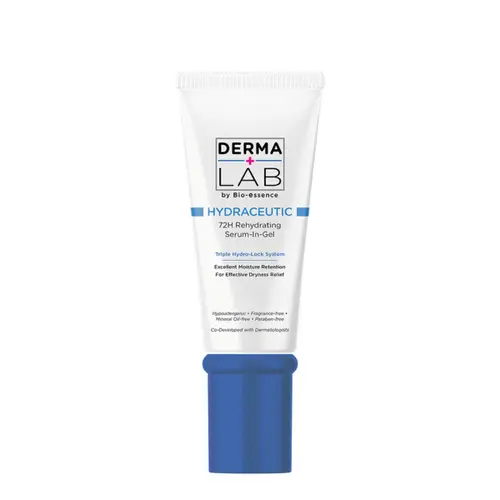 DERMA
+
LAB
by Bio-essence
HYDRACEUTIC
72H Rehydrating
Serum-In-Gel
Triple Hydro-Lock System
Excellent Moisture Retention
For Effective Dryness Relief
Hypoallergenic • Fragrance-free •
Mineral Oil-free • Paraben-free
Co-Developed with Dermatologists